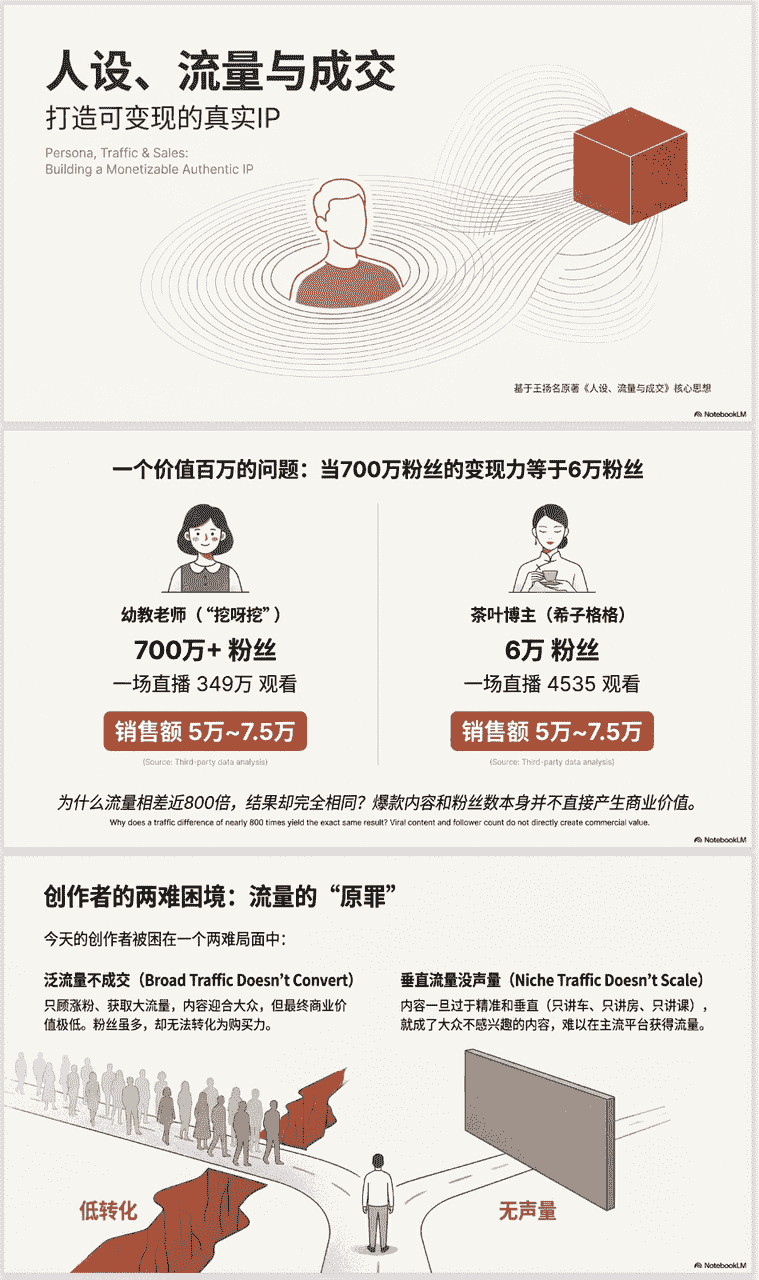 人设、流量与成交
打造可变现的真实IP
Persona, Traffic & Sales:
Building a Monetizable Authentic IP
基于王扬名原著《人设、流量与成交》核心思想
NotebookLM
一个价值百万的问题：当700万粉丝的变现力等于6万粉丝
幼教老师（“挖呀挖”）
700万+ 粉丝
一场直播 349万 观看
销售额 5万~7.5万
(Source: Third-party data analysis)
茶叶博主（希子格格）
6万 粉丝
一场直播 4535 观看
销售额 5万~7.5万
(Source: Third-party data analysis)
为什么流量相差近800倍，结果却完全相同？爆款内容和粉丝数本身并不直接产生商业价值。
Why does a traffic difference of nearly 800 times yield the exact same result? Viral content and follower count do not directly create commercial value.
NotebookLM
创作者的两难困境：流量的“原罪”
今天的创作者被困在一个两难局面中：
泛流量不成交（Broad Traffic Doesn’t Convert）
只顾涨粉、获取大流量，内容迎合大众，但最终商业价
值极低。粉丝虽多，却无法转化为购买力。
垂直流量没声量（Niche Traffic Doesn’t Scale）
内容一旦过于精准和垂直（只讲车、只讲房、只讲课），
就成了大众不感兴趣的内容，难以在主流平台获得流量。
低转化
无声量
NotebookLM